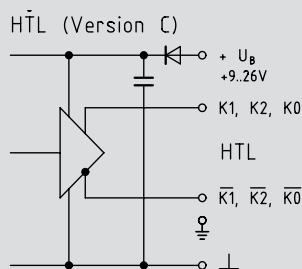 HTL (Version C)
+ U_B
+9..26V
K1, K2, K0
HTL
K̅1̅, K̅2̅, K̅0̅